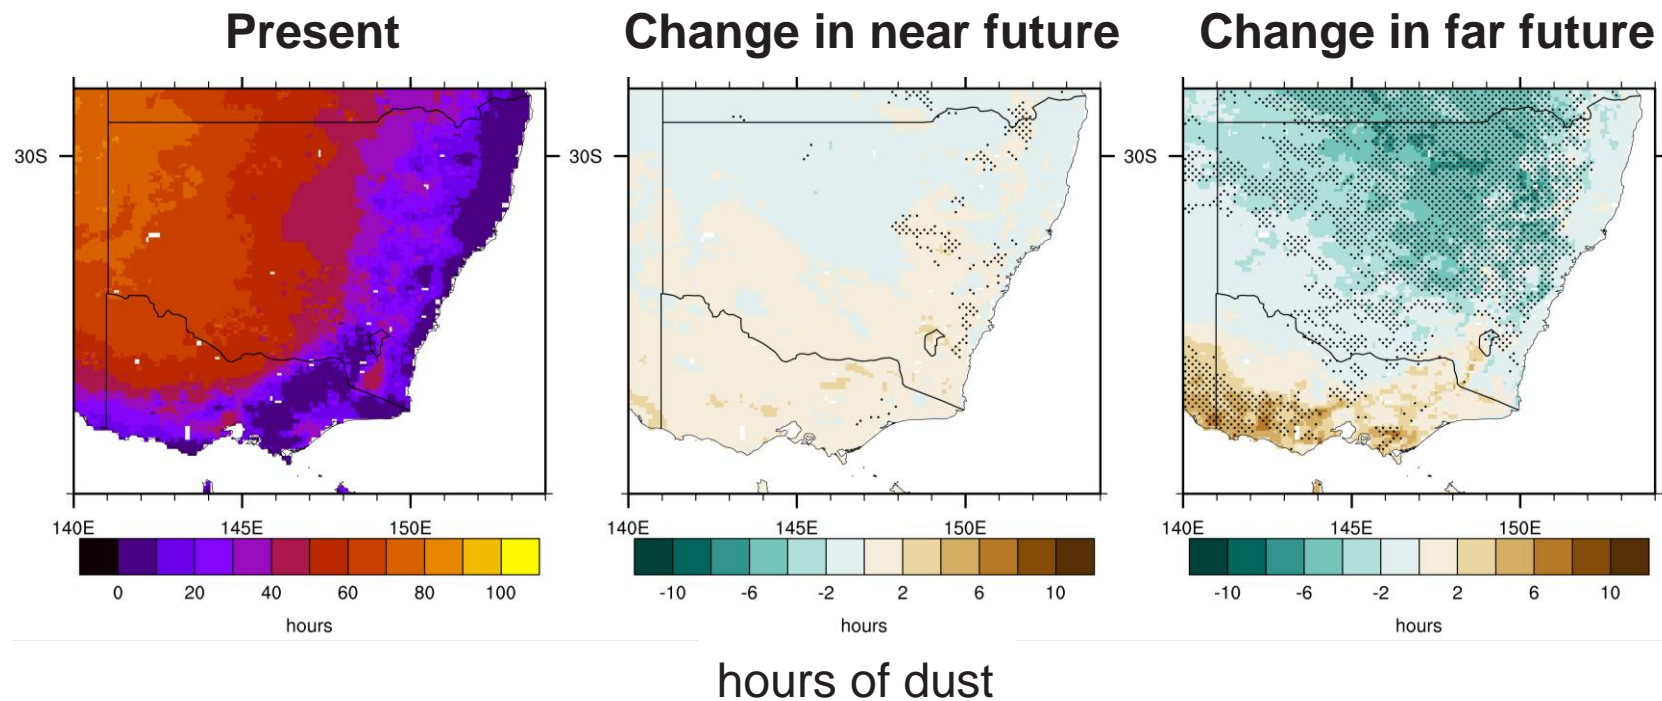 Present Change in near future Change in far future
30S 30S 30S
140E 145E 150E 140E 145E 150E 140E 145E 150E
0 20 40 60 80 100 -10 -6 -2 2 6 10 -10 -6 -2 2 6 10
hours hours hours
hours of dust